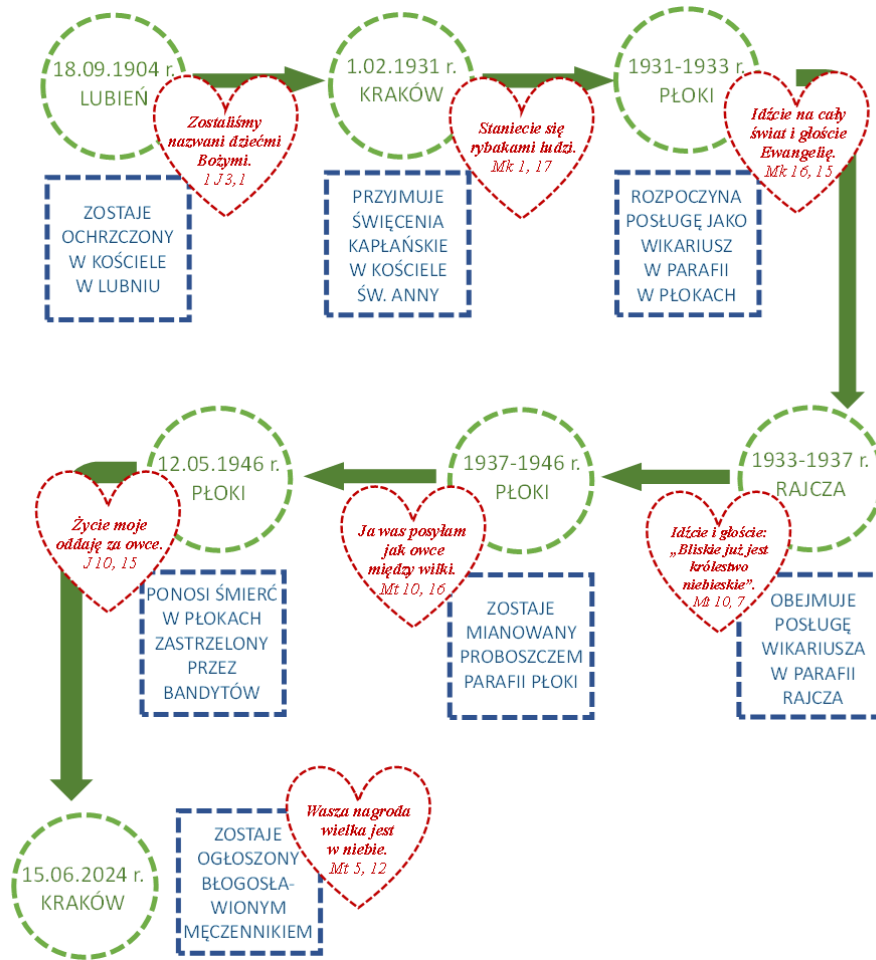 18.09.1904 r.
LUBIEŃ
Zostaliśmy
nazwani dziećmi
Bożymi.
1 J 3, 1
ZOSTAJE
OCHRZCZONY
W KOŚCIELE
W LUBNIU
1.02.1931 r.
KRAKÓW
Staniecie się
rybakami ludzi.
Mk 1, 17
PRZYJMUJE
ŚWIĘCENIA
KAPŁAŃSKIE
W KOŚCIELE
ŚW. ANNY
1931-1933 r.
PŁOKI
Idźcie na cały
świat i głoście
Ewangelię.
Mk 16, 15
ROZPOCZYNA
POSŁUGĘ JAKO
WIKARIUSZ
W PARAFII
W PŁOKACH
1933-1937 r.
RAJCZA
Idźcie i głoście:
„Bliskie już jest
królestwo
niebieskie”.
Mt 10, 7
OBEJMUJE
POSŁUGĘ
WIKARIUSZA
W PARAFII
RAJCZA
1937-1946 r.
PŁOKI
Ja was posyłam
jak owce
między wilki.
Mt 10, 16
ZOSTAJE
MIANOWANY
PROBOSZCZEM
PARAFII PŁOKI
12.05.1946 r.
PŁOKI
Życie moje
oddaję za owce.
J 10, 15
PONOSI ŚMIERĆ
W PŁOKACH
ZASTRZELONY
PRZEZ
BANDYTÓW
15.06.2024 r.
KRAKÓW
ZOSTAJE
OGŁOSZONY
BŁOGOSŁA-
WIONYM
MĘCZENNIKIEM
Wasza nagroda
wielka jest
w niebie.
Mt 5, 12